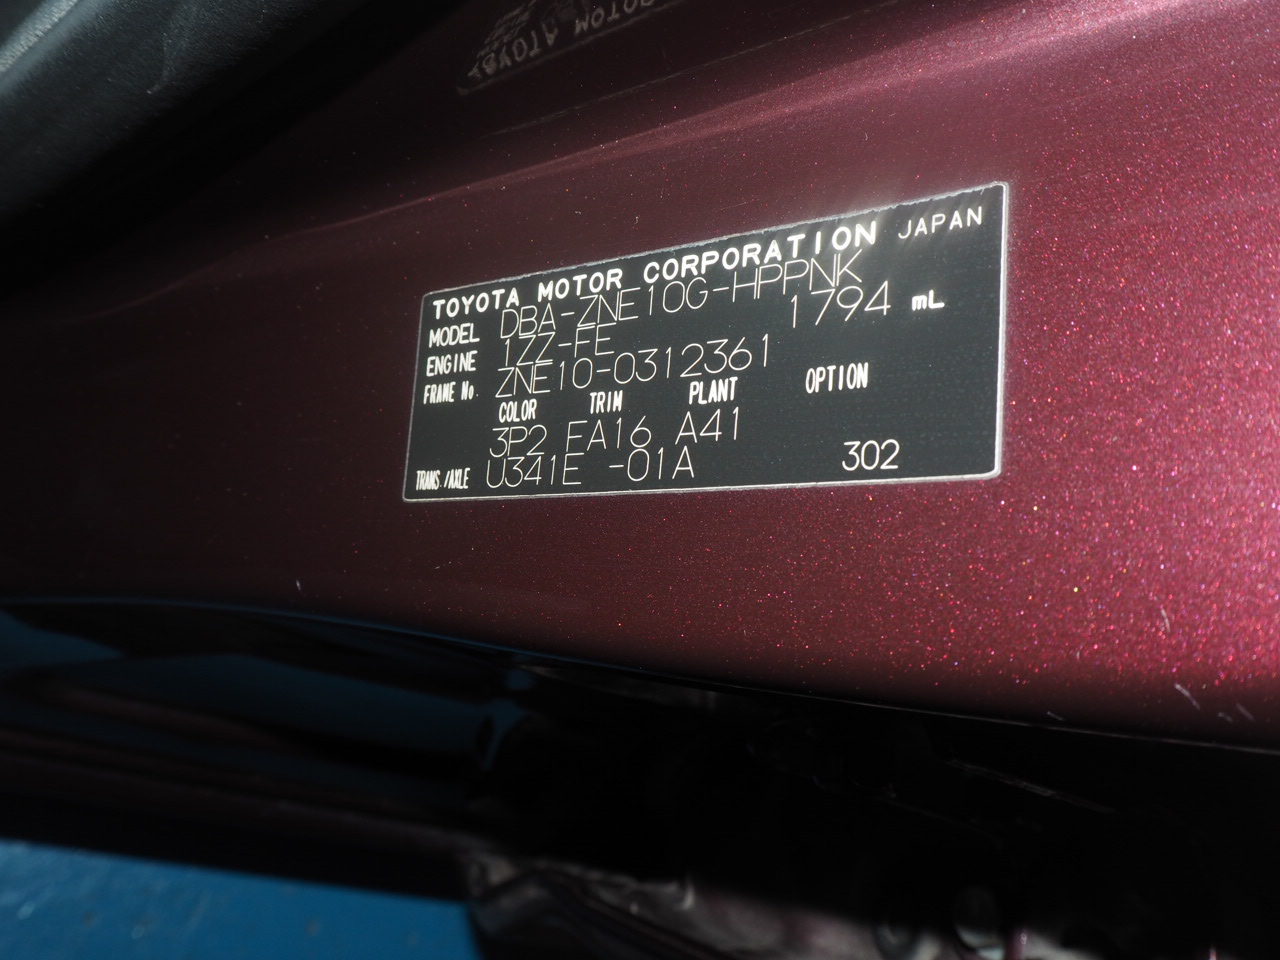 TOYOTA MOTOR CORPORATION JAPAN
MODEL DBA-ZNE10G-HPPNK
ENGINE 1ZZ-FE 1794 mL
FRAME No. ZNE10-0312361
COLOR TRIM PLANT OPTION
3P2 FA16 A41
TRANS./AXLE U341E -01A 302